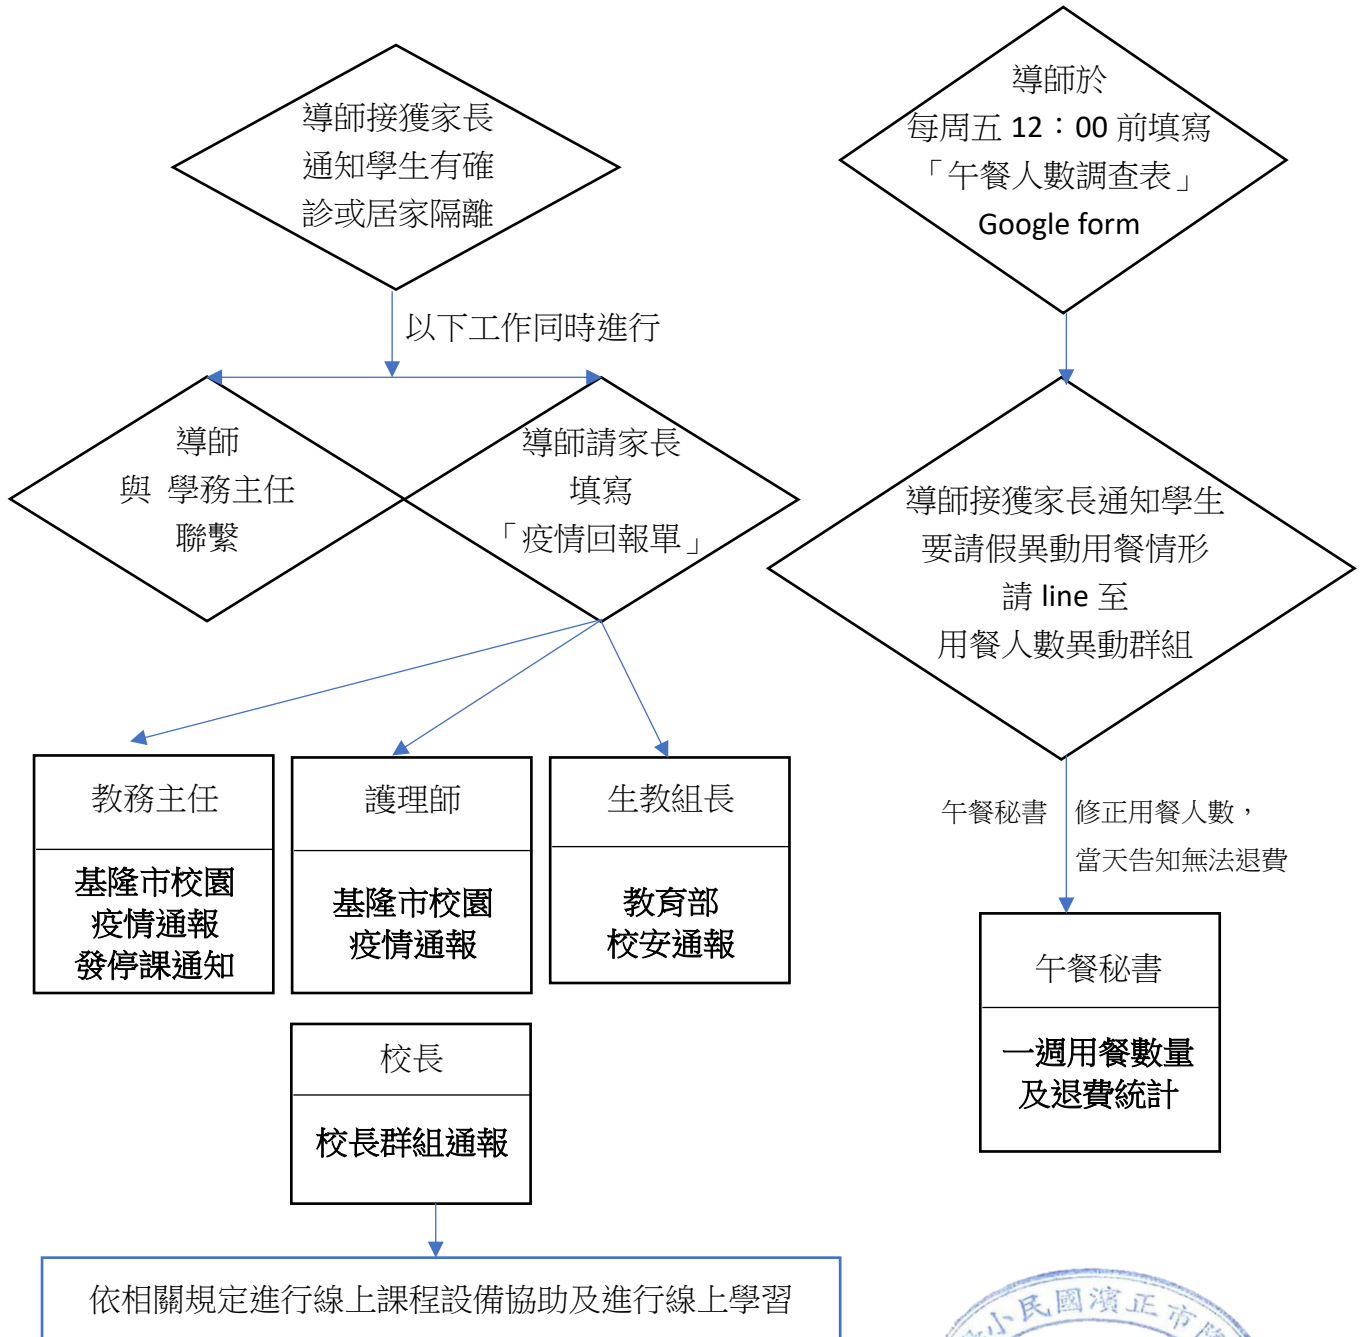 導師接獲家長
通知學生有確
診或居家隔離
以下工作同時進行
導師
與 學務主任
聯繫
導師請家長
填寫
「疫情回報單」
教務主任
基隆市校園
疫情通報
發停課通知
護理師
基隆市校園
疫情通報
生教組長
教育部
校安通報
校長
校長群組通報
依相關規定進行線上課程設備協助及進行線上學習
導師於
每周五 12：00 前填寫
「午餐人數調查表」
Google form
導師接獲家長通知學生
要請假異動用餐情形
請 line 至
用餐人數異動群組
午餐秘書 修正用餐人數，
當天告知無法退費
午餐秘書
一週用餐數量
及退費統計
小民國濱正市